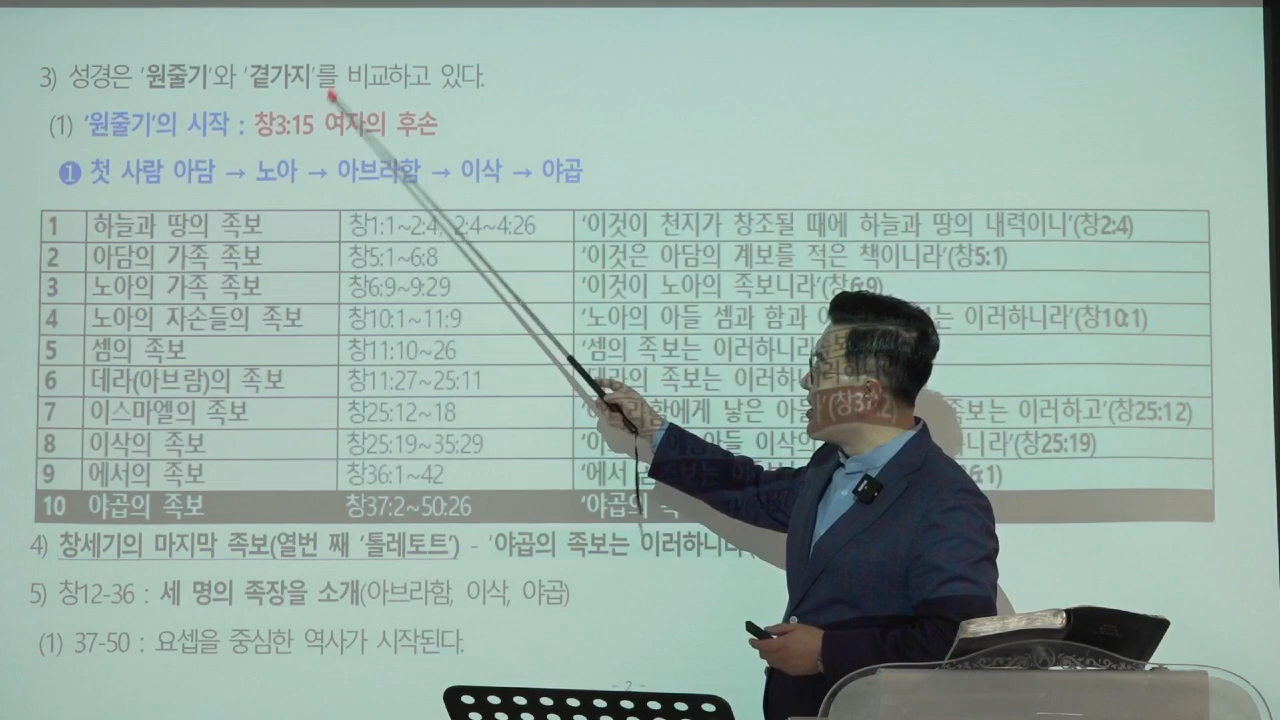 3) 성경은 '원줄기'와 '곁가지'를 비교하고 있다.
(1) '원줄기'의 시작 : 창3:15 여자의 후손
❶ 첫 사람 아담 → 노아 → 아브라함 → 이삭 → 야곱
1 하늘과 땅의 족보 창1:1~2:4, 2:4~4:26 '이것이 천지가 창조될 때에 하늘과 땅의 내력이니'(창2:4)
2 아담의 가족 족보 창5:1~6:8 '이것은 아담의 계보를 적은 책이니라'(창5:1)
3 노아의 가족 족보 창6:9~9:29 '이것이 노아의 족보니라'(창6:9)
4 노아의 자손들의 족보 창10:1~11:9 '노아의 아들 셈과 함과 이러하니라'(창10:1)
5 셈의 족보 창11:10~26 '셈의 족보는 이러하니라
6 데라(아브람)의 족보 창11:27~25:11 데라의 족보는
7 이스마엘의 족보 창25:12~18 낳은 (창37:2) 족보는 이러하고'(창25:12)
8 이삭의 족보 창25:19~35:29 아들 이삭의 (창25:19)
9 에서의 족보 창36:1~42 '에서
10 야곱의 족보 창37:2~50:26 '야곱의
4) 창세기의 마지막 족보(열번 째 '톨레토트') - '야곱의 족보는 이러하니라
5) 창12-36 : 세 명의 족장을 소개(아브라함, 이삭, 야곱)
(1) 37-50 : 요셉을 중심한 역사가 시작된다.
- 2 -